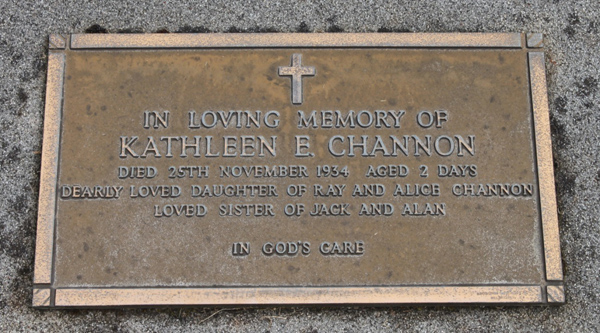 IN LOVING MEMORY OF
KATHLEEN E. CHANNON
DIED 25TH NOVEMBER 1934 AGED 2 DAYS
DEARLY LOVED DAUGHTER OF RAY AND ALICE CHANNON
LOVED SISTER OF JACK AND ALAN
IN GOD'S CARE